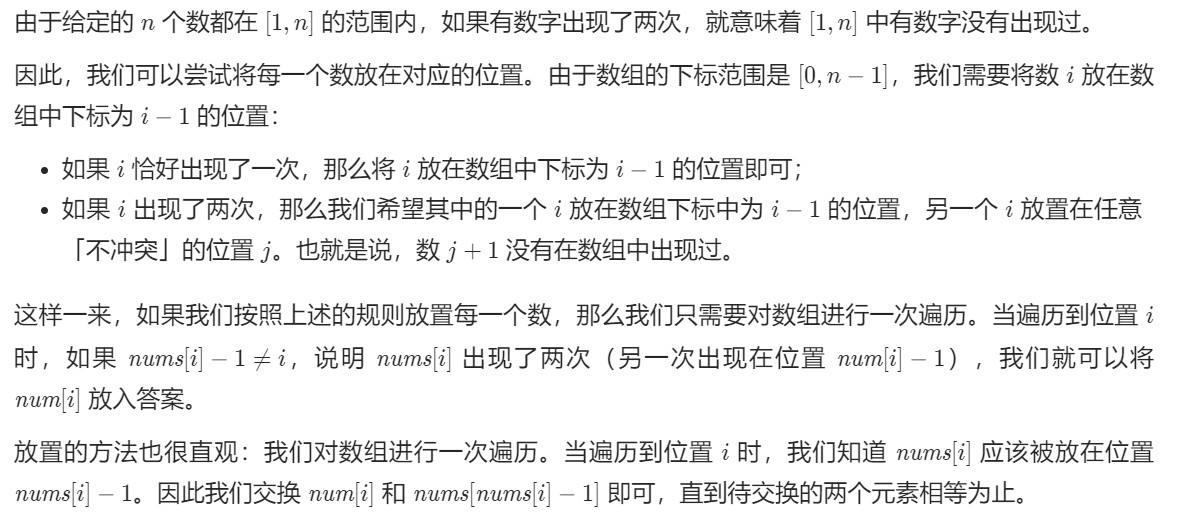 由于给定的 n 个数都在 [1, n] 的范围内，如果有数字出现了两次，就意味着 [1, n] 中有数字没有出现过。
因此，我们可以尝试将每一个数放在对应的位置。由于数组的下标范围是 [0, n − 1]，我们需要将数 i 放在数
组中下标为 i − 1 的位置：
• 如果 i 恰好出现了一次，那么将 i 放在数组中下标为 i − 1 的位置即可；
• 如果 i 出现了两次，那么我们希望其中的一个 i 放在数组下标中为 i − 1 的位置，另一个 i 放置在任意
「不冲突」的位置 j。也就是说，数 j + 1 没有在数组中出现过。
这样一来，如果我们按照上述的规则放置每一个数，那么我们只需要对数组进行一次遍历。当遍历到位置 i
时，如果 nums[i] − 1 ≠ i，说明 nums[i] 出现了两次（另一次出现在位置 num[i] − 1），我们就可以将
num[i] 放入答案。
放置的方法也很直观：我们对数组进行一次遍历。当遍历到位置 i 时，我们知道 nums[i] 应该被放在位置
nums[i] − 1。因此我们交换 num[i] 和 nums[nums[i] − 1] 即可，直到待交换的两个元素相等为止。